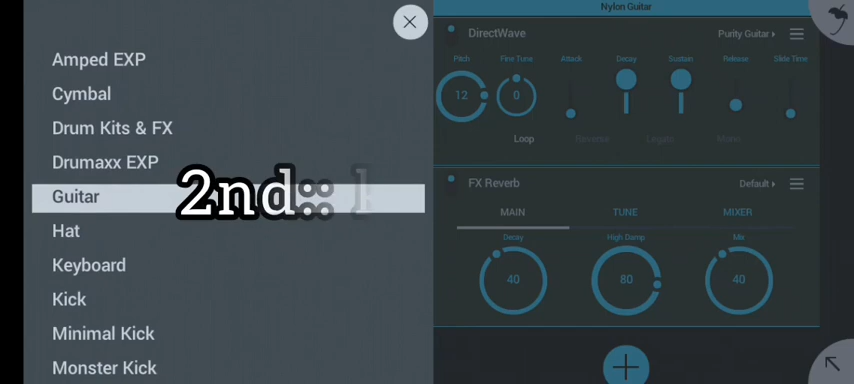 Amped EXP
Cymbal
Drum Kits & FX
Drumaxx EXP
Guitar
Hat
Keyboard
Kick
Minimal Kick
Monster Kick
2nd::
Nylon Guitar
DirectWave
Purity Guitar
Pitch Fine Tune Attack Decay Sustain Release Slide Time
12 0
Loop Reverse Legato Mono
FX Reverb
Default
MAIN TUNE MIXER
Decay High Damp Mix
40 80 40